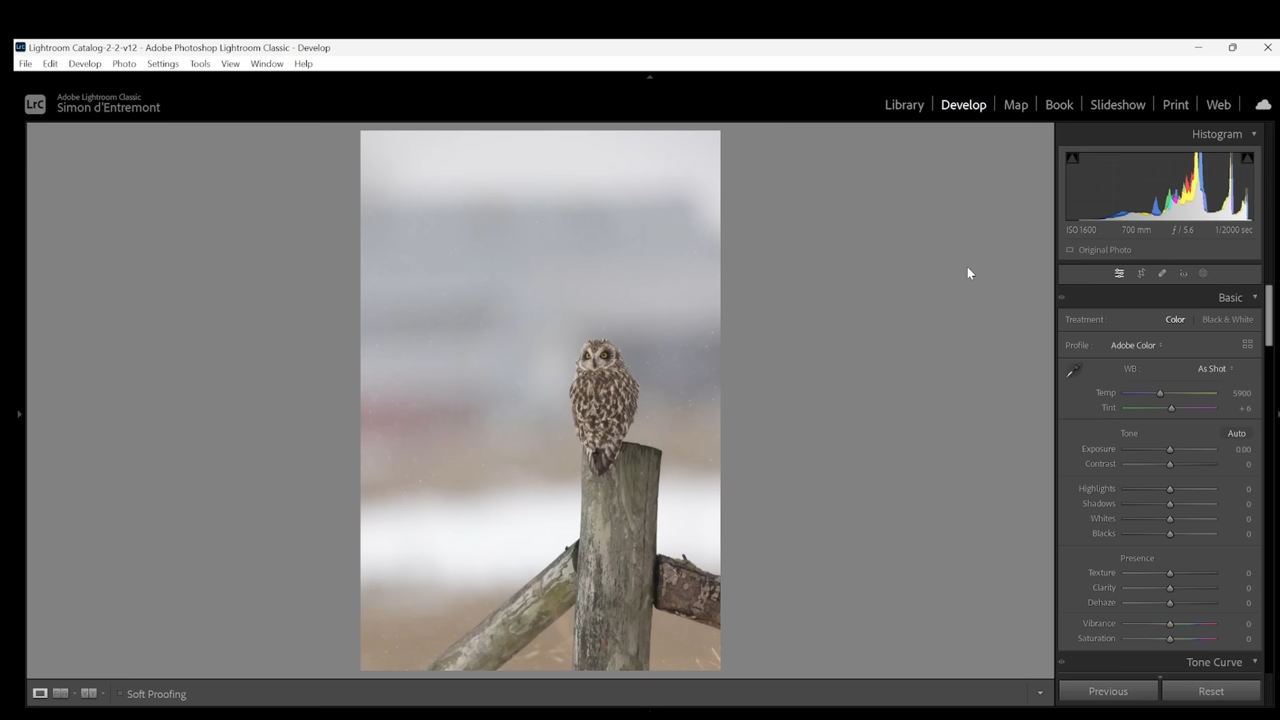 Lightroom Catalog-2-2-v12 - Adobe Photoshop Lightroom Classic - Develop
File Edit Develop Photo Settings Tools View Window Help
LrC
Adobe Lightroom Classic
Simon d'Entremont
Library Develop Map Book Slideshow Print Web
Histogram
ISO 1600 700 mm ƒ / 5.6 1/2000 sec
Original Photo
Basic
Treatment Color Black & White
Profile : Adobe Color
WB : As Shot
Temp 5900
Tint + 6
Tone Auto
Exposure 0.00
Contrast 0
Highlights 0
Shadows 0
Whites 0
Blacks 0
Presence
Texture 0
Clarity 0
Dehaze 0
Vibrance 0
Saturation 0
Tone Curve
Soft Proofing
Previous Reset